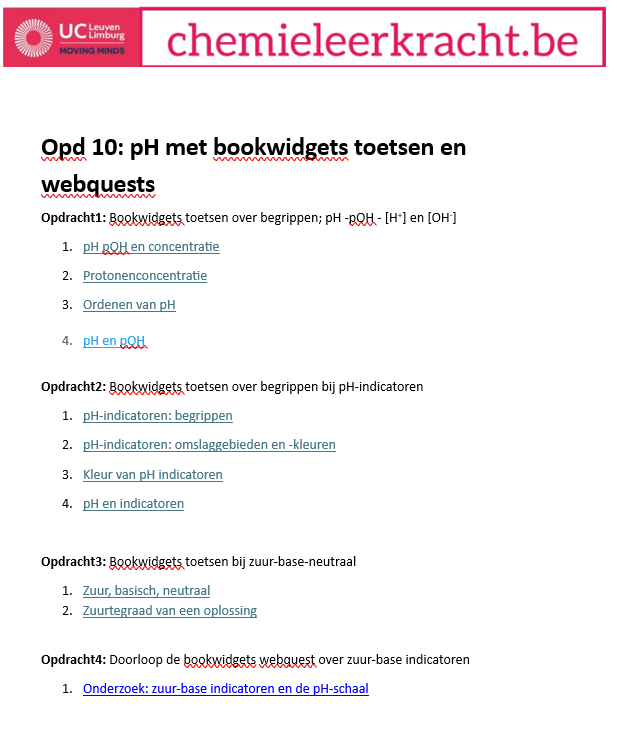 UC Leuven Limburg
MOVING MINDS
chemieleerkracht.be
Opd 10: pH met bookwidgets toetsen en
webquests
Opdracht1: Bookwidgets toetsen over begrippen; pH -pOH - [H⁺] en [OH⁻]
1. pH pOH en concentratie
2. Protonenconcentratie
3. Ordenen van pH
4. pH en pOH
Opdracht2: Bookwidgets toetsen over begrippen bij pH-indicatoren
1. pH-indicatoren: begrippen
2. pH-indicatoren: omslaggebieden en -kleuren
3. Kleur van pH indicatoren
4. pH en indicatoren
Opdracht3: Bookwidgets toetsen bij zuur-base-neutraal
1. Zuur, basisch, neutraal
2. Zuurtegraad van een oplossing
Opdracht4: Doorloop de bookwidgets webquest over zuur-base indicatoren
1. Onderzoek: zuur-base indicatoren en de pH-schaal